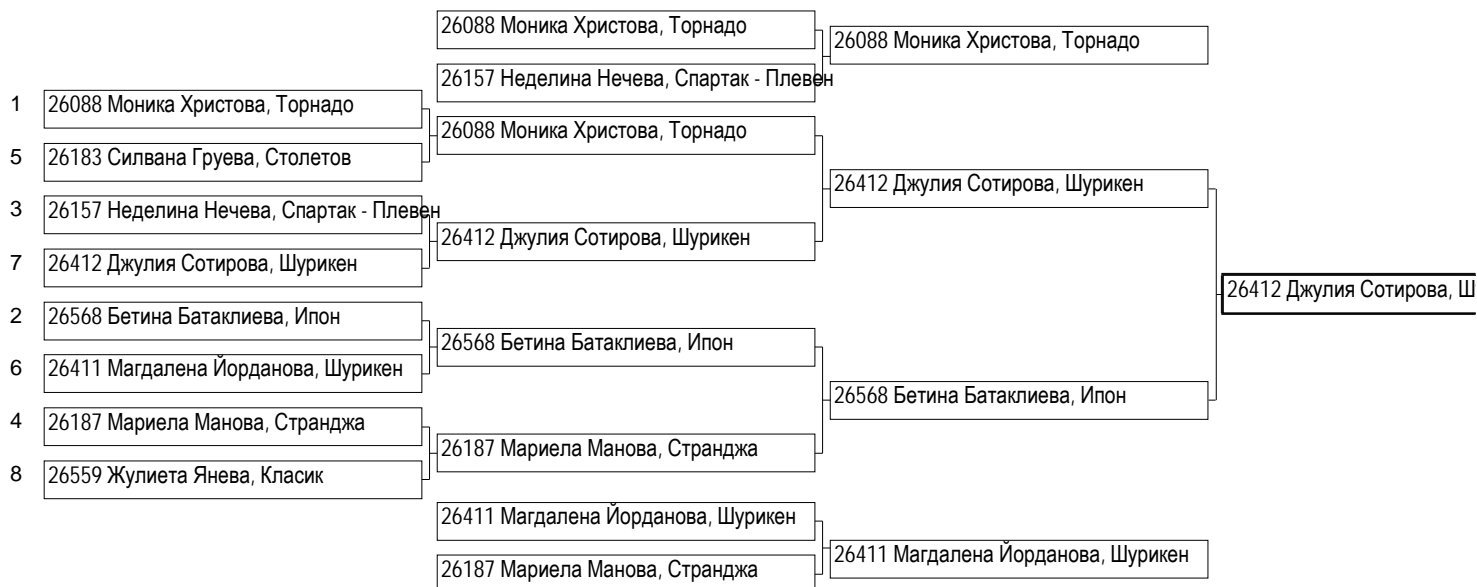 26088 Моника Христова, Торнадо
26088 Моника Христова, Торнадо
26157 Неделина Нечева, Спартак - Плевен
1 26088 Моника Христова, Торнадо
26088 Моника Христова, Торнадо
5 26183 Силвана Груева, Столетов
26412 Джулия Сотирова, Шурикен
3 26157 Неделина Нечева, Спартак - Плевен
26412 Джулия Сотирова, Шурикен
7 26412 Джулия Сотирова, Шурикен
26412 Джулия Сотирова, Ш
2 26568 Бетина Батаклиева, Ипон
26568 Бетина Батаклиева, Ипон
6 26411 Магдалена Йорданова, Шурикен
26568 Бетина Батаклиева, Ипон
4 26187 Мариела Манова, Странджа
26187 Мариела Манова, Странджа
8 26559 Жулиета Янева, Класик
26411 Магдалена Йорданова, Шурикен
26411 Магдалена Йорданова, Шурикен
26187 Мариела Манова, Странджа